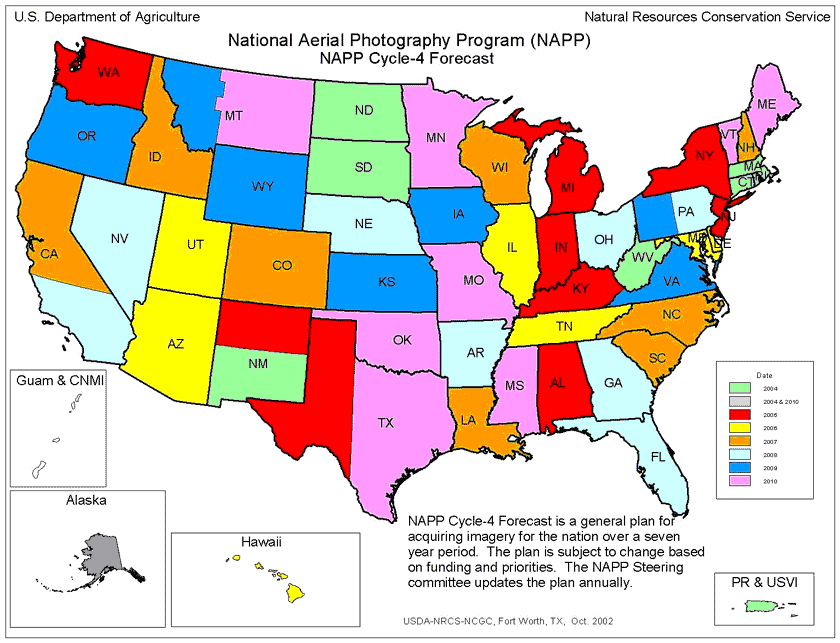 U.S. Department of Agriculture
Natural Resources Conservation Service
National Aerial Photography Program (NAPP)
NAPP Cycle-4 Forecast
WA
MT
ND
MN
ME
VT
NH
OR
ID
SD
WI
MI
NY
MA
CT
WY
NE
IA
PA
NJ
CA
NV
UT
CO
KS
MO
IL
IN
OH
WV
DE
VA
KY
AZ
NM
OK
AR
TN
NC
SC
TX
LA
MS
AL
GA
FL
Guam & CNMI
Alaska
Hawaii
PR & USVI
Date
2004
2004 & 2010
2005
2006
2007
2008
2009
2010
NAPP Cycle-4 Forecast is a general plan for
acquiring imagery for the nation over a seven
year period. The plan is subject to change based
on funding and priorities. The NAPP Steering
committee updates the plan annually.
USDA-NRCS-NCGC, Fort Worth, TX, Oct. 2002